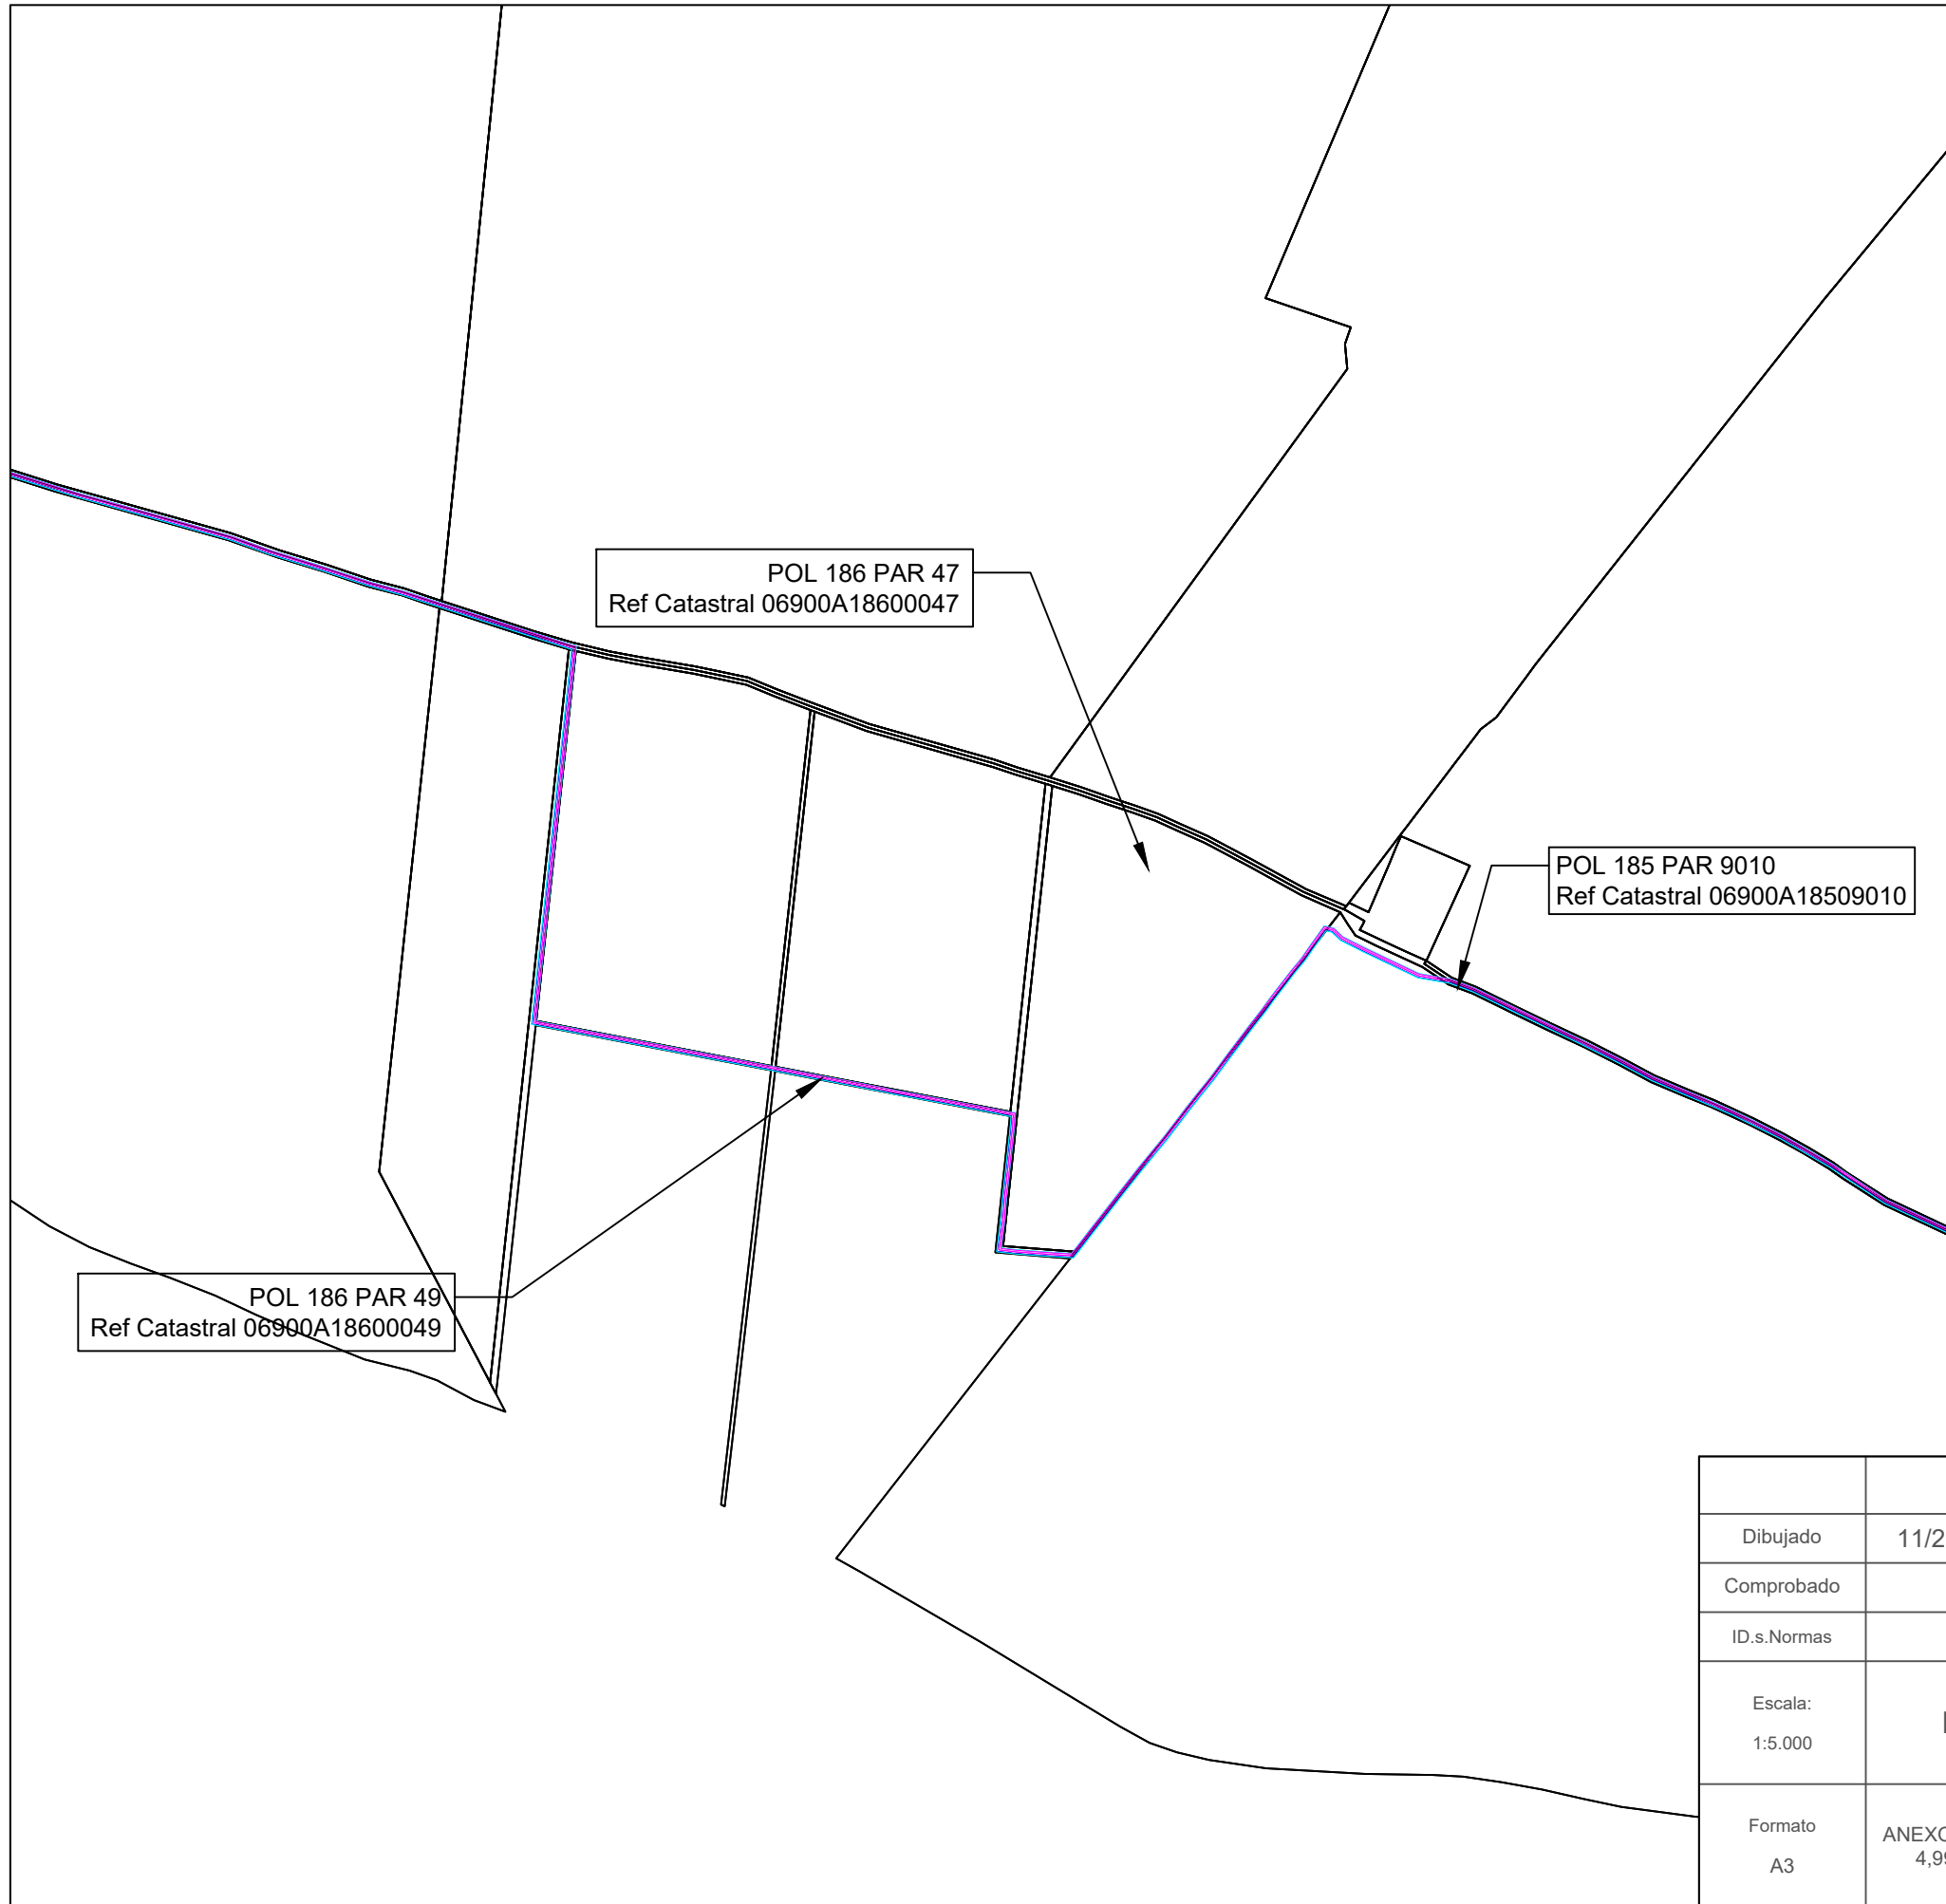 POL 186 PAR 47
Ref Catastral 06900A18600047
POL 185 PAR 9010
Ref Catastral 06900A18509010
POL 186 PAR 49
Ref Catastral 06900A18600049
Dibujado 11/2
Comprobado
ID.s.Normas
Escala:
1:5.000
Formato
A3
ANEXO
4,99